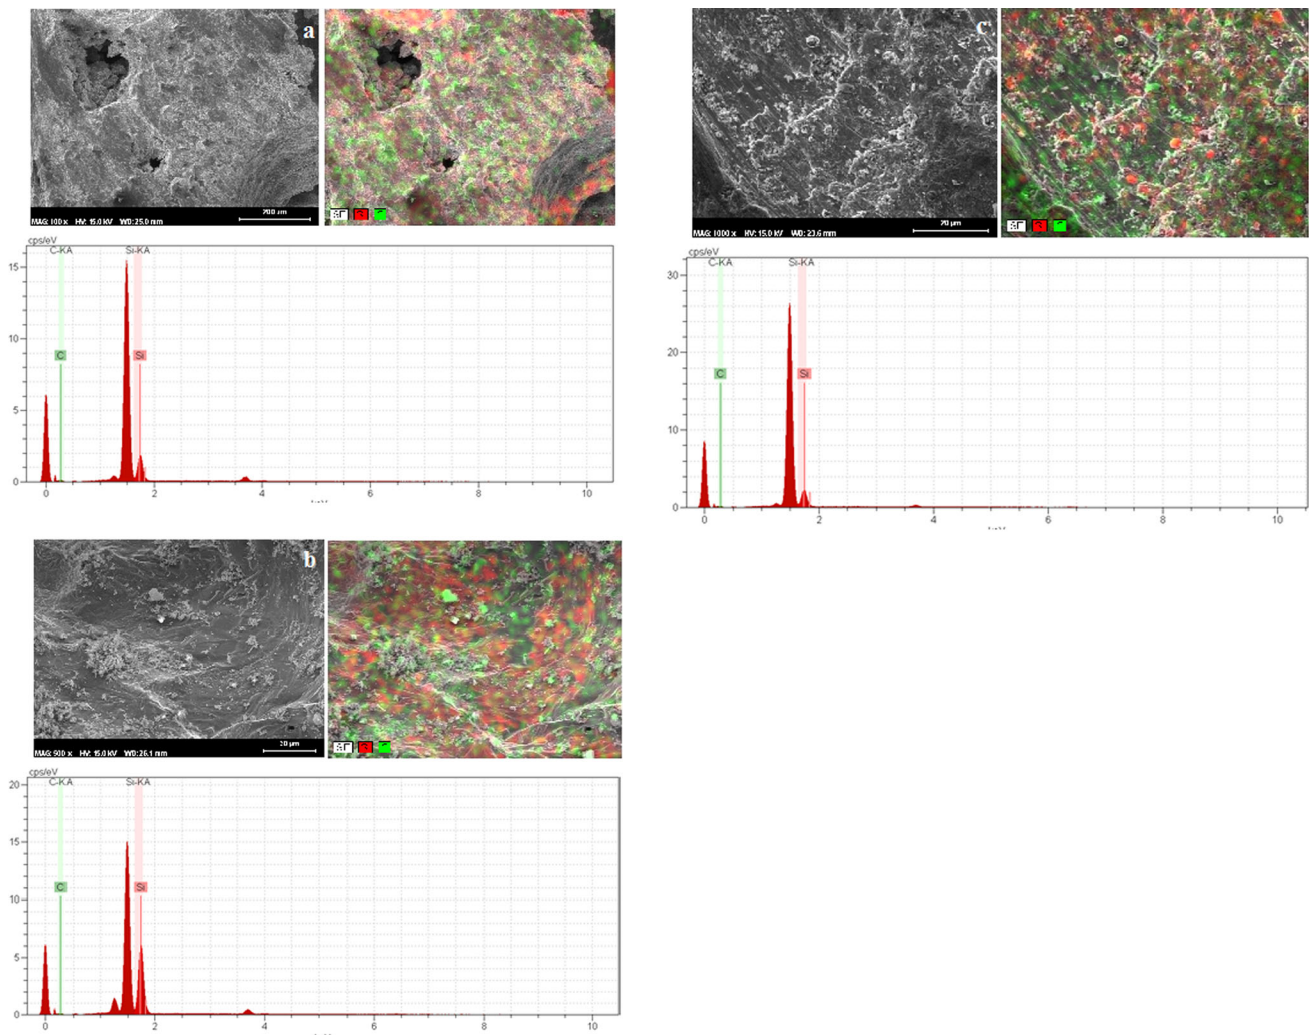 a
MAG: 100 x HV: 15.0 kV WD: 25.0 mm
200 µm
cps/eV
C-KA Si-KA
15
10
5
0
C
Si
0 2 4 6 8 10
b
MAG: 500 x HV: 15.0 kV WD: 26.1 mm
cps/eV
C-KA Si-KA
20
15
10
5
0
C
Si
0 2 4 6 8 10
c
MAG: 1000 x HV: 15.0 kV WD: 23.6 mm
20 µm
cps/eV
C-KA Si-KA
30
20
10
0
C
Si
0 2 4 6 8 10